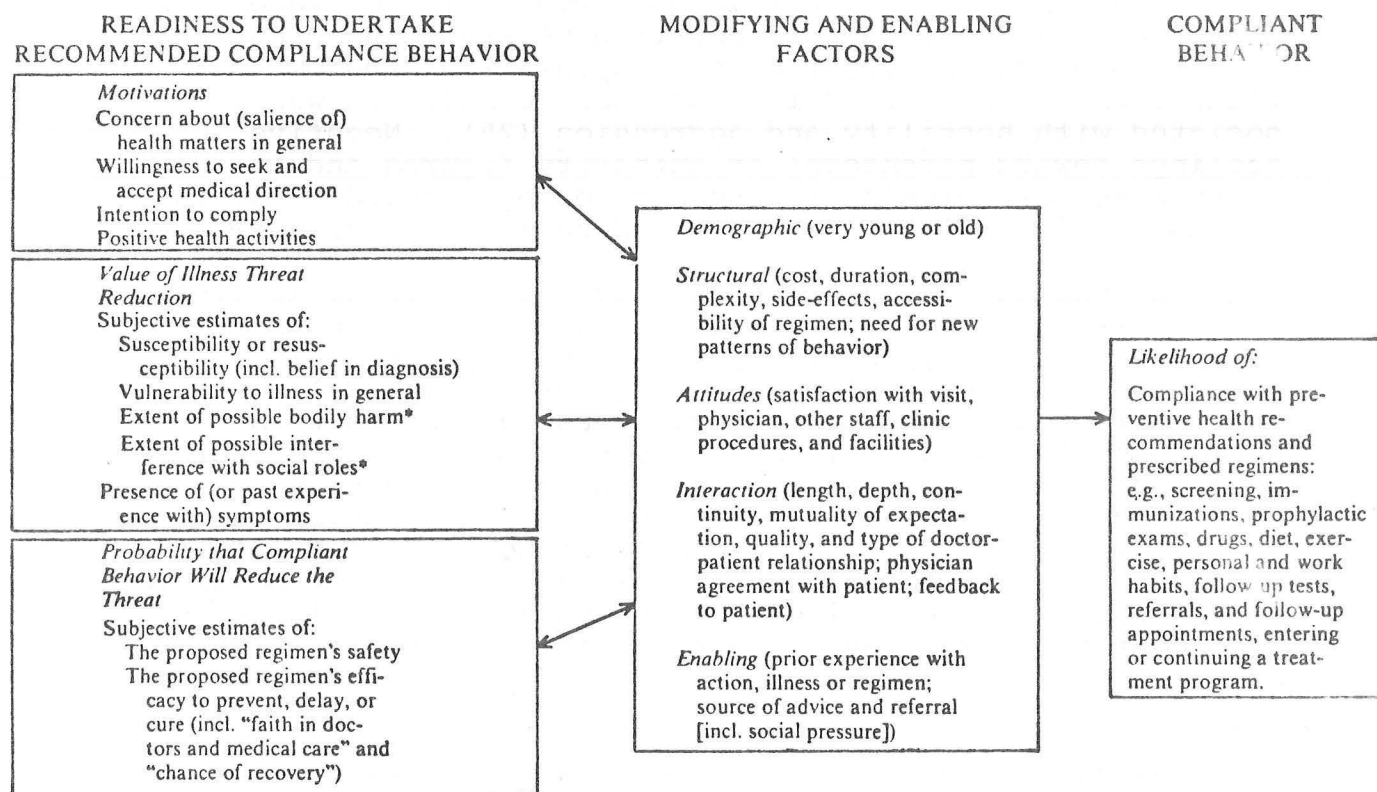 READINESS TO UNDERTAKE
RECOMMENDED COMPLIANCE BEHAVIOR
Motivations
Concern about (salience of)
health matters in general
Willingness to seek and
accept medical direction
Intention to comply
Positive health activities
Value of Illness Threat
Reduction
Subjective estimates of:
Susceptibility or resus-
ceptibility (incl. belief in diagnosis)
Vulnerability to illness in general
Extent of possible bodily harm*
Extent of possible inter-
ference with social roles*
Presence of (or past experi-
ence with) symptoms
Probability that Compliant
Behavior Will Reduce the
Threat
Subjective estimates of:
The proposed regimen's safety
The proposed regimen's effi-
cacy to prevent, delay, or
cure (incl. "faith in doc-
tors and medical care" and
"chance of recovery")
MODIFYING AND ENABLING
FACTORS
Demographic (very young or old)
Structural (cost, duration, com-
plexity, side-effects, accessi-
bility of regimen; need for new
patterns of behavior)
Attitudes (satisfaction with visit,
physician, other staff, clinic
procedures, and facilities)
Interaction (length, depth, con-
tinuity, mutuality of expecta-
tion, quality, and type of doctor-
patient relationship; physician
agreement with patient; feedback
to patient)
Enabling (prior experience with
action, illness or regimen;
source of advice and referral
[incl. social pressure])
COMPLIANT
Likelihood of:
Compliance with pre-
ventive health re-
commendations and
prescribed regimens:
e.g., screening, im-
munizations, prophylactic
exams, drugs, diet, exer-
cise, personal and work
habits, follow up tests,
referrals, and follow-up
appointments, entering
or continuing a treat-
ment program.